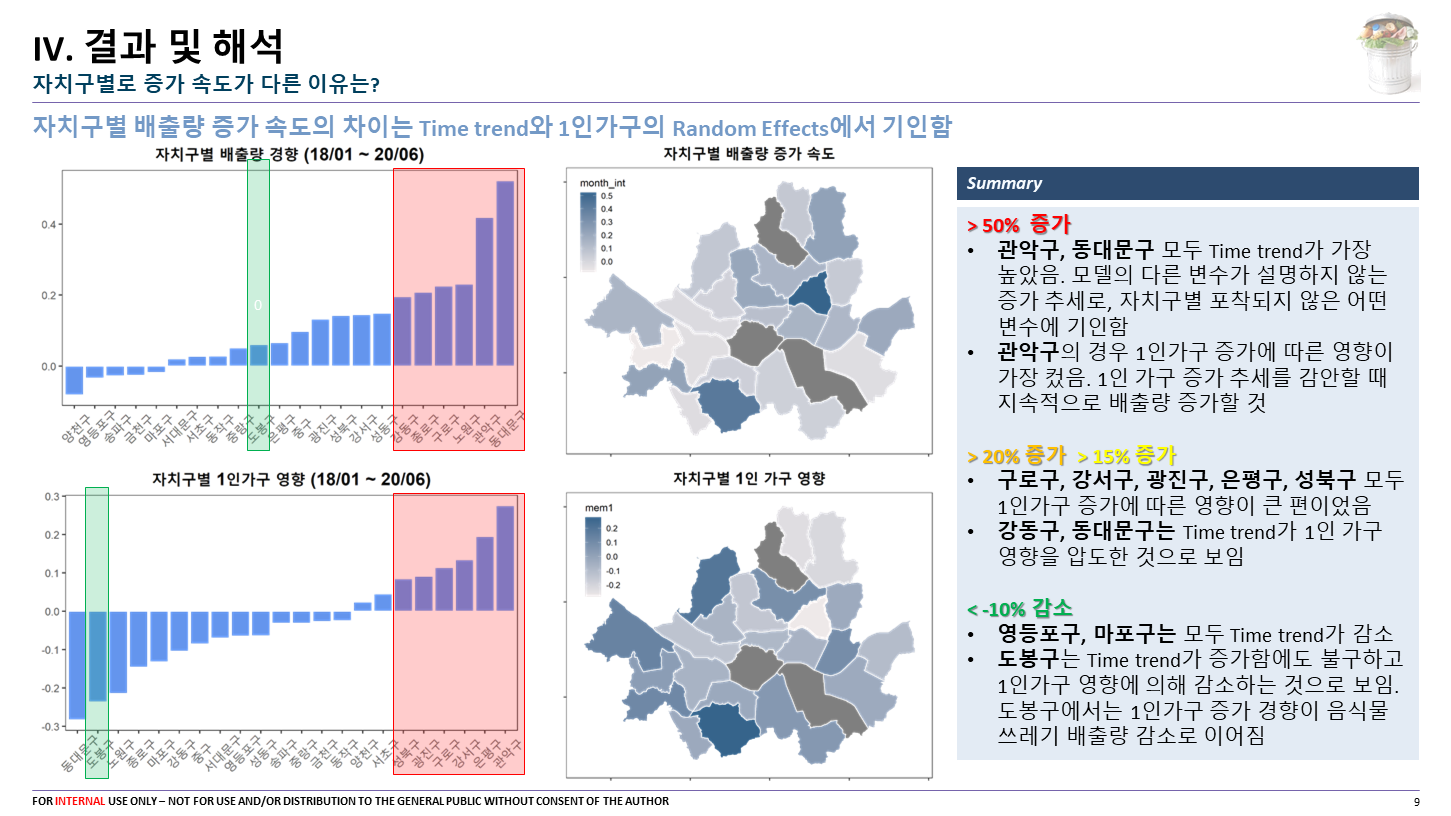 IV. 결과 및 해석
자치구별로 증가 속도가 다른 이유는?
자치구별 배출량 증가 속도의 차이는 Time trend와 1인가구의 Random Effects에서 기인함
자치구별 배출량 경향 (18/01 ~ 20/06)
0.4
0.2
0.0
0
양천구 영등포구 송파구 금천구 마포구 서대문구 서초구 동작구 중랑구 도봉구 은평구 중구 광진구 성북구 강서구 성동구 강동구 종로구 구로구 노원구 관악구 동대문구
자치구별 배출량 증가 속도
month_int
0.5
0.4
0.3
0.2
0.1
0.0
자치구별 1인가구 영향 (18/01 ~ 20/06)
0.3
0.2
0.1
0.0
-0.1
-0.2
-0.3
동대문구 도봉구 노원구 종로구 마포구 강동구 중구 서대문구 영등포구 성동구 송파구 중랑구 금천구 동작구 양천구 서초구 성북구 광진구 구로구 강서구 은평구 관악구
자치구별 1인 가구 영향
mem1
0.2
0.1
0.0
-0.1
-0.2
Summary
> 50% 증가
• 관악구, 동대문구 모두 Time trend가 가장
높았음. 모델의 다른 변수가 설명하지 않는
증가 추세로, 자치구별 포착되지 않은 어떤
변수에 기인함
• 관악구의 경우 1인가구 증가에 따른 영향이
가장 컸음. 1인 가구 증가 추세를 감안할 때
지속적으로 배출량 증가할 것
> 20% 증가 > 15% 증가
• 구로구, 강서구, 광진구, 은평구, 성북구 모두
1인가구 증가에 따른 영향이 큰 편이었음
• 강동구, 동대문구는 Time trend가 1인 가구
영향을 압도한 것으로 보임
< -10% 감소
• 영등포구, 마포구는 모두 Time trend가 감소
• 도봉구는 Time trend가 증가함에도 불구하고
1인가구 영향에 의해 감소하는 것으로 보임.
도봉구에서는 1인가구 증가 경향이 음식물
쓰레기 배출량 감소로 이어짐
FOR INTERNAL USE ONLY – NOT FOR USE AND/OR DISTRIBUTION TO THE GENERAL PUBLIC WITHOUT CONSENT OF THE AUTHOR
9